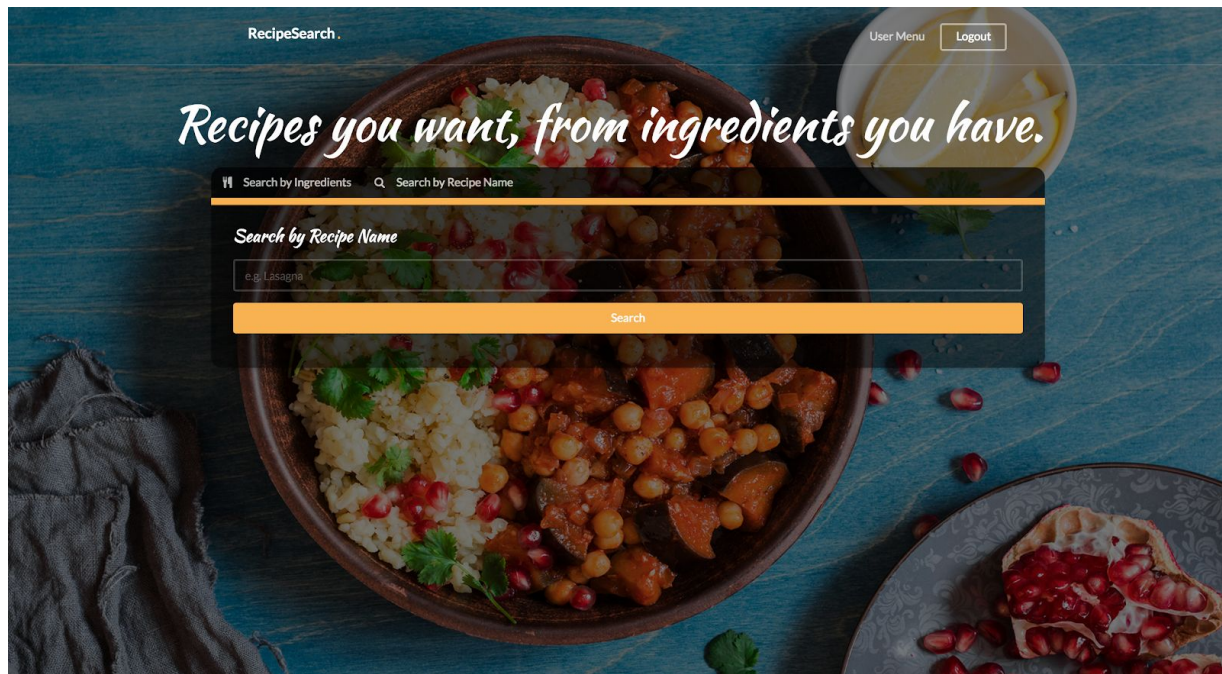 RecipeSearch .
User Menu
Logout
Recipes you want, from ingredients you have.
Search by Ingredients
Search by Recipe Name
Search by Recipe Name
e.g. Lasagna
Search